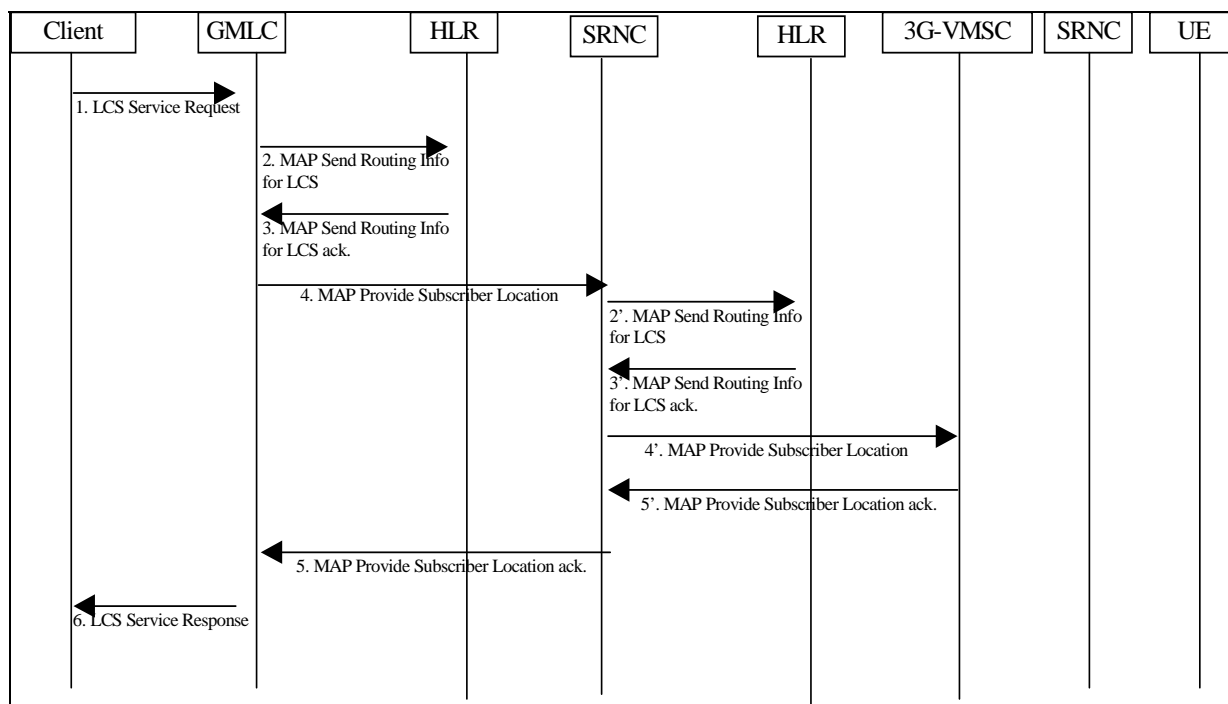 Client GMLC HLR SRNC HLR 3G-VMSC SRNC UE
1. LCS Service Request
2. MAP Send Routing Info
for LCS
3. MAP Send Routing Info
for LCS ack.
4. MAP Provide Subscriber Location
2’. MAP Send Routing Info
for LCS
3’. MAP Send Routing Info
for LCS ack.
4’. MAP Provide Subscriber Location
5’. MAP Provide Subscriber Location ack.
5. MAP Provide Subscriber Location ack.
6. LCS Service Response